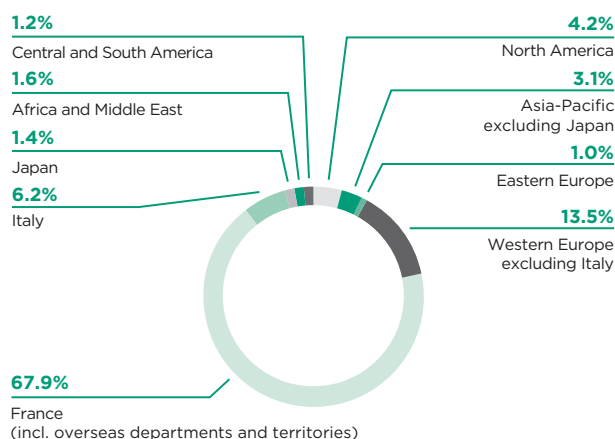 1.2%
Central and South America
1.6%
Africa and Middle East
1.4%
Japan
6.2%
Italy
67.9%
France
(incl. overseas departments and territories)
4.2%
North America
3.1%
Asia-Pacific
excluding Japan
1.0%
Eastern Europe
13.5%
Western Europe
excluding Italy